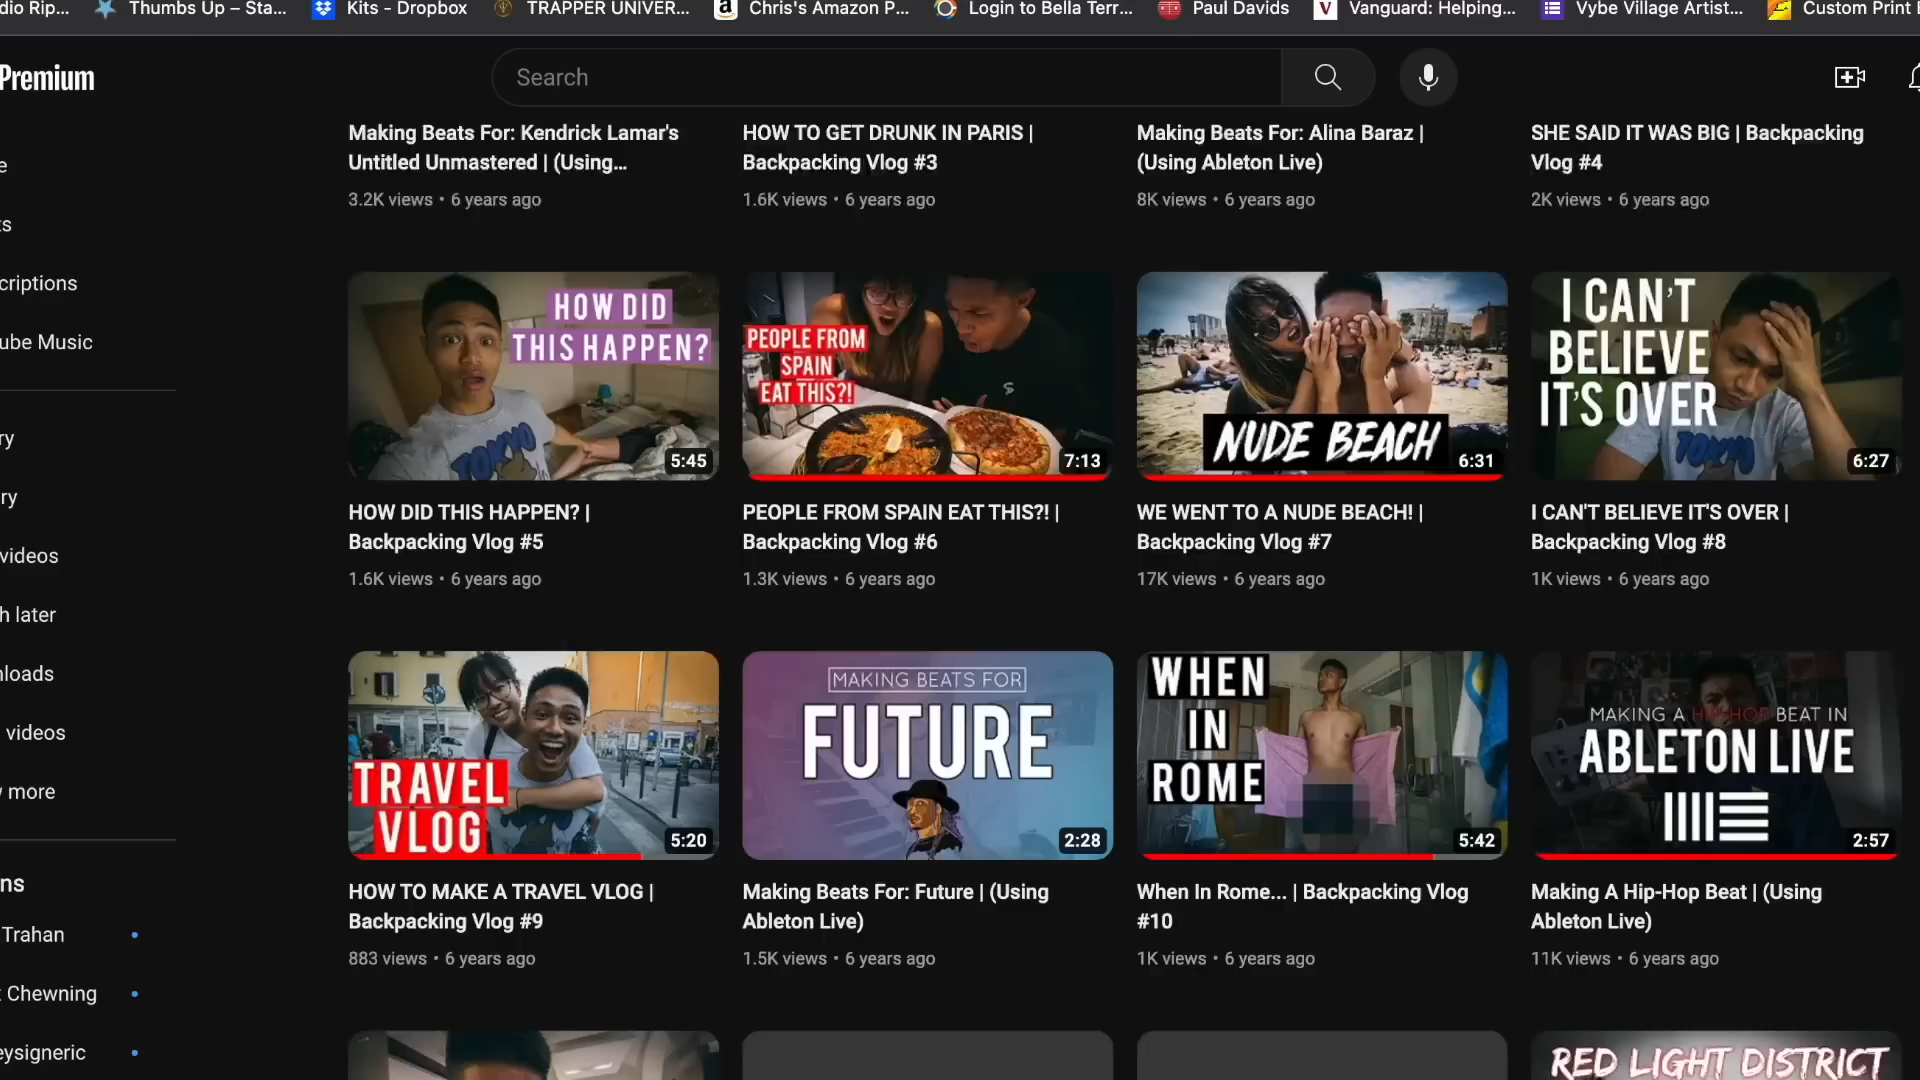 dio Rip...
Thumbs Up – Sta...
Kits - Dropbox
TRAPPER UNIVER...
Chris's Amazon P...
Login to Bella Terr...
Paul Davids
Vanguard: Helping...
Vybe Village Artist...
Custom Print
Premium
Search
Making Beats For: Kendrick Lamar's
Untitled Unmastered | (Using...
3.2K views • 6 years ago
HOW TO GET DRUNK IN PARIS |
Backpacking Vlog #3
1.6K views • 6 years ago
Making Beats For: Alina Baraz |
(Using Ableton Live)
8K views • 6 years ago
SHE SAID IT WAS BIG | Backpacking
Vlog #4
2K views • 6 years ago
e
ts
criptions
ube Music
ry
ry
videos
h later
nloads
videos
w more
ns
Trahan
t Chewning
eysigneric
HOW DID
THIS HAPPEN?
TOKYO
5:45
PEOPLE FROM
SPAIN
EAT THIS?!
7:13
NUDE BEACH
6:31
I CAN'T
BELIEVE
IT'S OVER
TOKYO
6:27
HOW DID THIS HAPPEN? |
Backpacking Vlog #5
1.6K views • 6 years ago
PEOPLE FROM SPAIN EAT THIS?! |
Backpacking Vlog #6
1.3K views • 6 years ago
WE WENT TO A NUDE BEACH! |
Backpacking Vlog #7
17K views • 6 years ago
I CAN'T BELIEVE IT'S OVER |
Backpacking Vlog #8
1K views • 6 years ago
TRAVEL
VLOG
5:20
MAKING BEATS FOR
FUTURE
2:28
WHEN
IN
ROME
5:42
MAKING A HIP-HOP BEAT IN
ABLETON LIVE
2:57
HOW TO MAKE A TRAVEL VLOG |
Backpacking Vlog #9
883 views • 6 years ago
Making Beats For: Future | (Using
Ableton Live)
1.5K views • 6 years ago
When In Rome... | Backpacking Vlog
#10
1K views • 6 years ago
Making A Hip-Hop Beat | (Using
Ableton Live)
11K views • 6 years ago
RED LIGHT DISTRICT